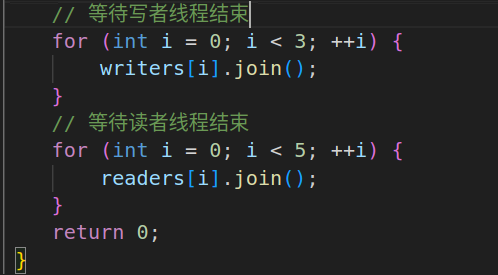 // 等待写者线程结束
for (int i = 0; i < 3; ++i) {
writers[i].join();
}
// 等待读者线程结束
for (int i = 0; i < 5; ++i) {
readers[i].join();
}
return 0;
}